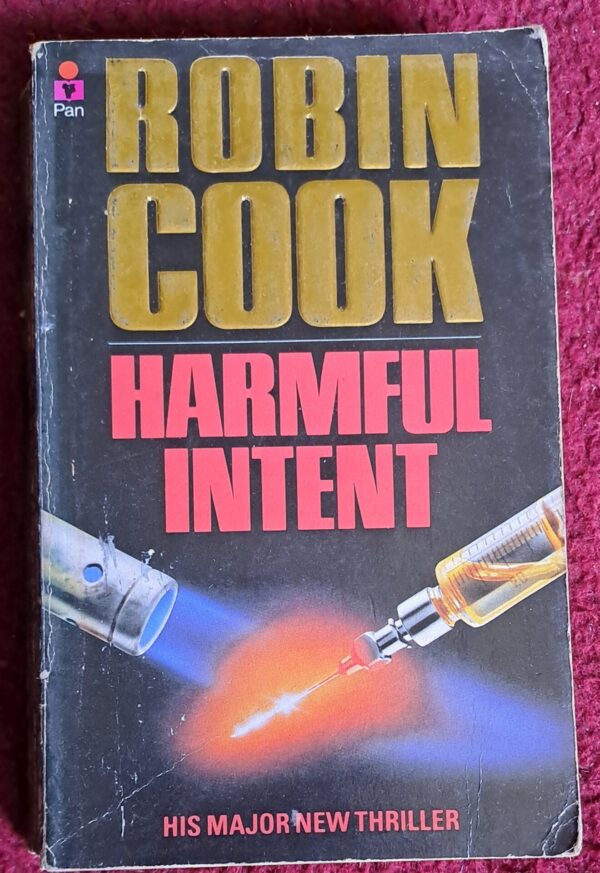 Pan
ROBIN
COOK
HARMFUL
INTENT
HIS MAJOR NEW THRILLER